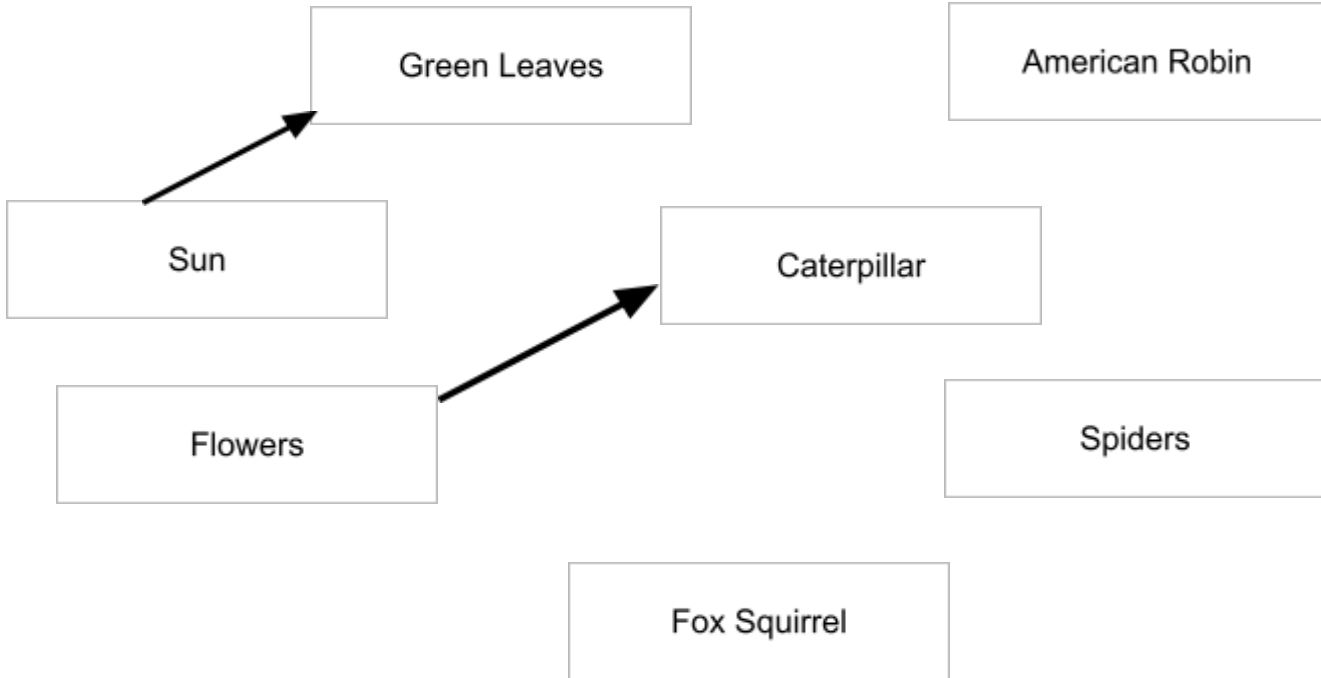 Green Leaves
American Robin
Sun
Caterpillar
Flowers
Spiders
Fox Squirrel